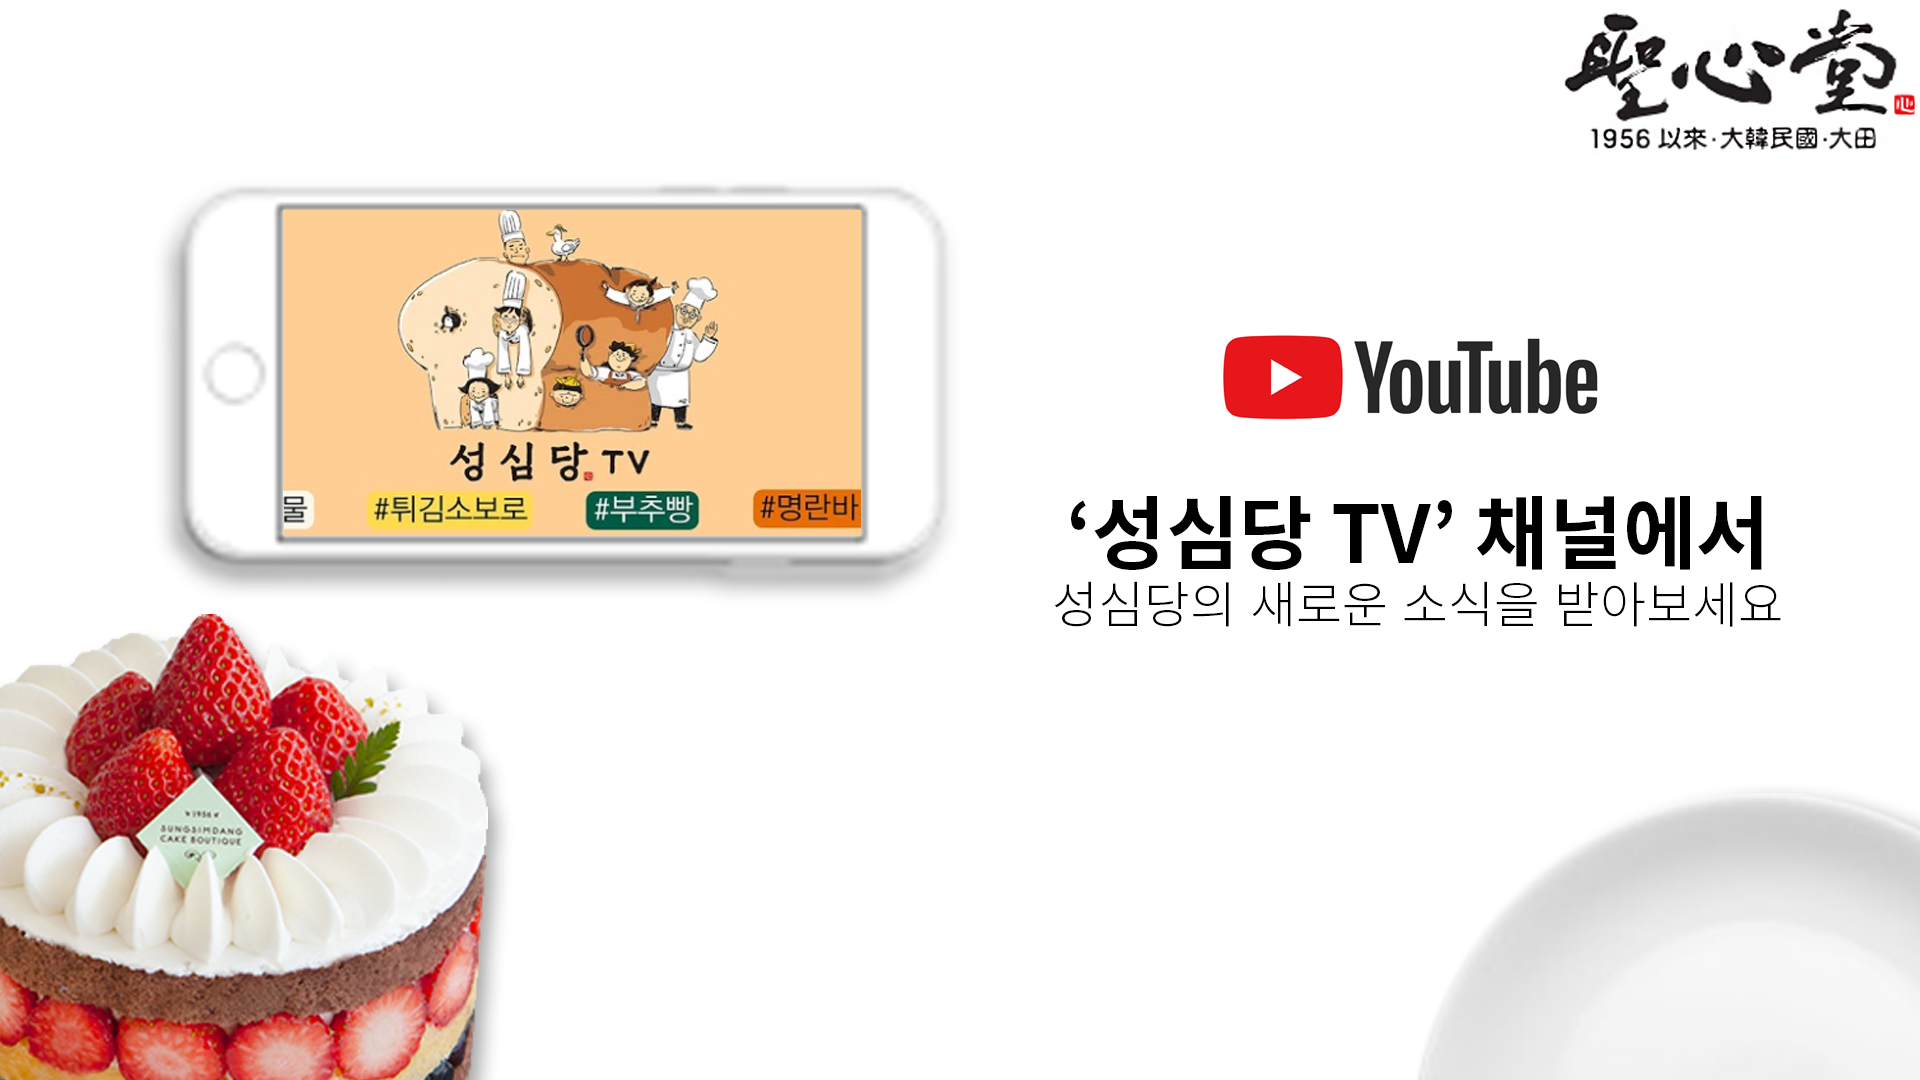 聖心堂
心
1956 以來·大韓民國·大田
성심당 TV
물 #튀김소보로 #부추빵 #명란바
YouTube
‘성심당 TV’ 채널에서
성심당의 새로운 소식을 받아보세요
1956
SUNGSIMDANG
CAKE BOUTIQUE